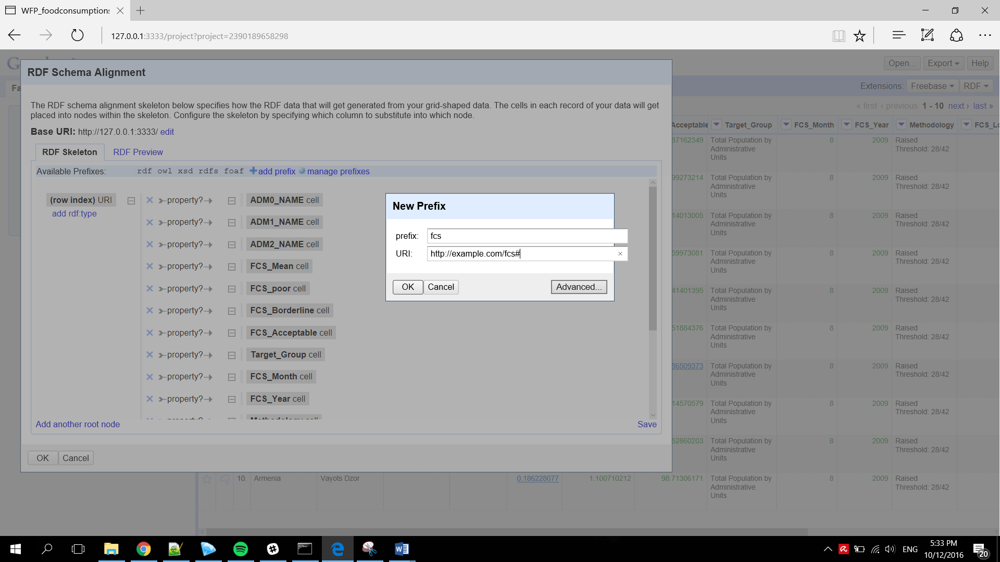 WFP_foodconsumption
127.0.0.1:3333/project?project=2390189658298
RDF Schema Alignment
Open... Export Help
Extensions: Freebase RDF
The RDF schema alignment skeleton below specifies how the RDF data that will get generated from your grid-shaped data. The cells in each record of your data will get
placed into nodes within the skeleton. Configure the skeleton by specifying which column to substitute into which node.
« first ‹ previous 1 - 10 next › last »
Base URI: http://127.0.0.1:3333/ edit
Acceptable Target_Group FCS_Month FCS_Year Methodology
RDF Skeleton RDF Preview
Available Prefixes: rdf owl xsd rdfs foaf add prefix manage prefixes
(row index) URI
add rdf:type
property? ADM0_NAME cell
property? ADM1_NAME cell
property? ADM2_NAME cell
property? FCS_Mean cell
property? FCS_poor cell
property? FCS_Borderline cell
property? FCS_Acceptable cell
property? Target_Group cell
property? FCS_Month cell
property? FCS_Year cell
property? Methodology cell
Add another root node Save
OK Cancel
New Prefix
prefix: fcs
URI: http://example.com/fcs#
OK Cancel Advanced...
87162349 Total Population by Administrative Units 8 2009 Raised Threshold: 28/42
99273214 Total Population by Administrative Units 8 2009 Raised Threshold: 28/42
14013005 Total Population by Administrative Units 8 2009 Raised Threshold: 28/42
59973081 Total Population by Administrative Units 8 2009 Raised Threshold: 28/42
41401395 Total Population by Administrative Units 8 2009 Raised Threshold: 28/42
51884376 Total Population by Administrative Units 8 2009 Raised Threshold: 28/42
86509373 Total Population by Administrative Units 8 2009 Raised Threshold: 28/42
14570579 Total Population by Administrative Units 8 2009 Raised Threshold: 28/42
52860203 Total Population by Administrative Units 8 2009 Raised Threshold: 28/42
10. Armenia Vayots Dzor 0.186228077 1.100710212 98.71306171 Total Population by Administrative Units 8 2009 Raised Threshold: 28/42
ENG
5:33 PM
10/12/2016
20